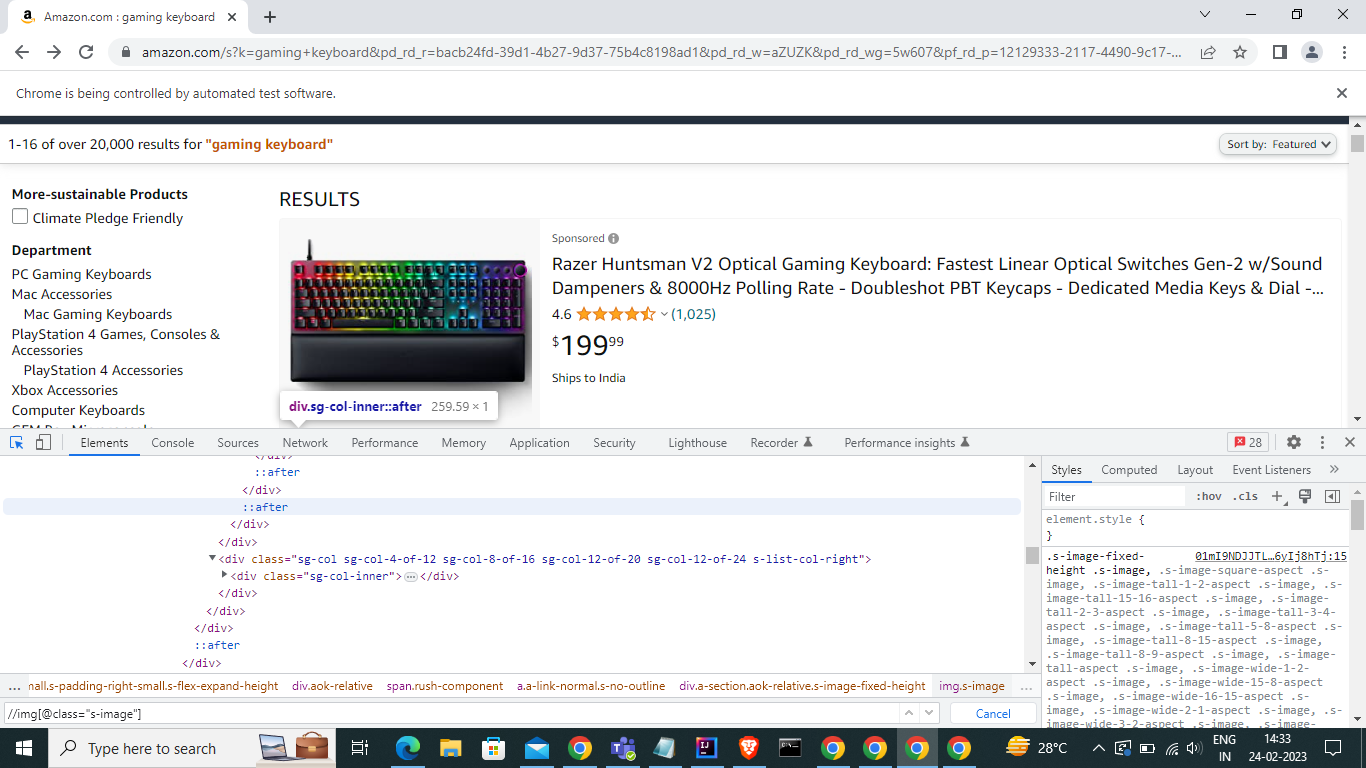 Amazon.com : gaming keyboard
amazon.com/s?k=gaming+keyboard&pd_rd_r=bacb24fd-39d1-4b27-9d37-75b4c8198ad1&pd_rd_w=aZUZK&pd_rd_wg=5w607&pf_rd_p=12129333-2117-4490-9c17-...
Chrome is being controlled by automated test software.
1-16 of over 20,000 results for "gaming keyboard"
Sort by: Featured
More-sustainable Products
Climate Pledge Friendly
Department
PC Gaming Keyboards
Mac Accessories
Mac Gaming Keyboards
PlayStation 4 Games, Consoles &
Accessories
PlayStation 4 Accessories
Xbox Accessories
Computer Keyboards
RESULTS
Sponsored
Razer Huntsman V2 Optical Gaming Keyboard: Fastest Linear Optical Switches Gen-2 w/Sound
Dampeners & 8000Hz Polling Rate - Doubleshot PBT Keycaps - Dedicated Media Keys & Dial -...
4.6 (1,025)
$19999
Ships to India
div.sg-col-inner::after 259.59 × 1
Elements Console Sources Network Performance Memory Application Security Lighthouse Recorder Performance insights 28
</div>
::after
</div>
::after
</div>
</div>
<div class="sg-col sg-col-4-of-12 sg-col-8-of-16 sg-col-12-of-20 sg-col-12-of-24 s-list-col-right">
<div class="sg-col-inner">…</div>
</div>
</div>
</div>
::after
</div>
... mall.s-padding-right-small.s-flex-expand-height div.aok-relative span.rush-component a.a-link-normal.s-no-outline div.a-section.aok-relative.s-image-fixed-height img.s-image ...
//img[@class="s-image"]
Cancel
Styles Computed Layout Event Listeners »
Filter :hov .cls +
element.style {
}
.s-image-fixed- 01mI9NDJJTL…6yIj8hTj:15
height .s-image, .s-image-square-aspect .s-
image, .s-image-tall-1-2-aspect .s-image, .s-
image-tall-15-16-aspect .s-image, .s-image-
tall-2-3-aspect .s-image, .s-image-tall-3-4-
aspect .s-image, .s-image-tall-5-8-aspect .s-
image, .s-image-tall-8-15-aspect .s-image,
.s-image-tall-8-9-aspect .s-image, .s-image-
tall-aspect .s-image, .s-image-wide-1-2-
aspect .s-image, .s-image-wide-15-8-aspect
.s-image, .s-image-wide-16-15-aspect .s-
image, .s-image-wide-2-1-aspect .s-image, .s-
image-wide-3-2-aspect .s-image, .s-image-
Type here to search
28°C
ENG
IN
14:33
24-02-2023